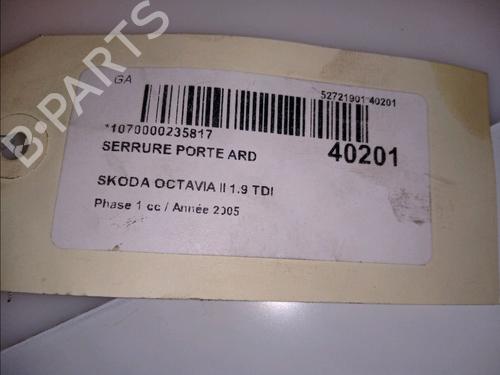 B-PARTS
GA
52721901 40201
*1070000235817
SERRURE PORTE ARD
40201
SKODA OCTAVIA II 1.9 TDI
Phase 1 cc / Année 2005